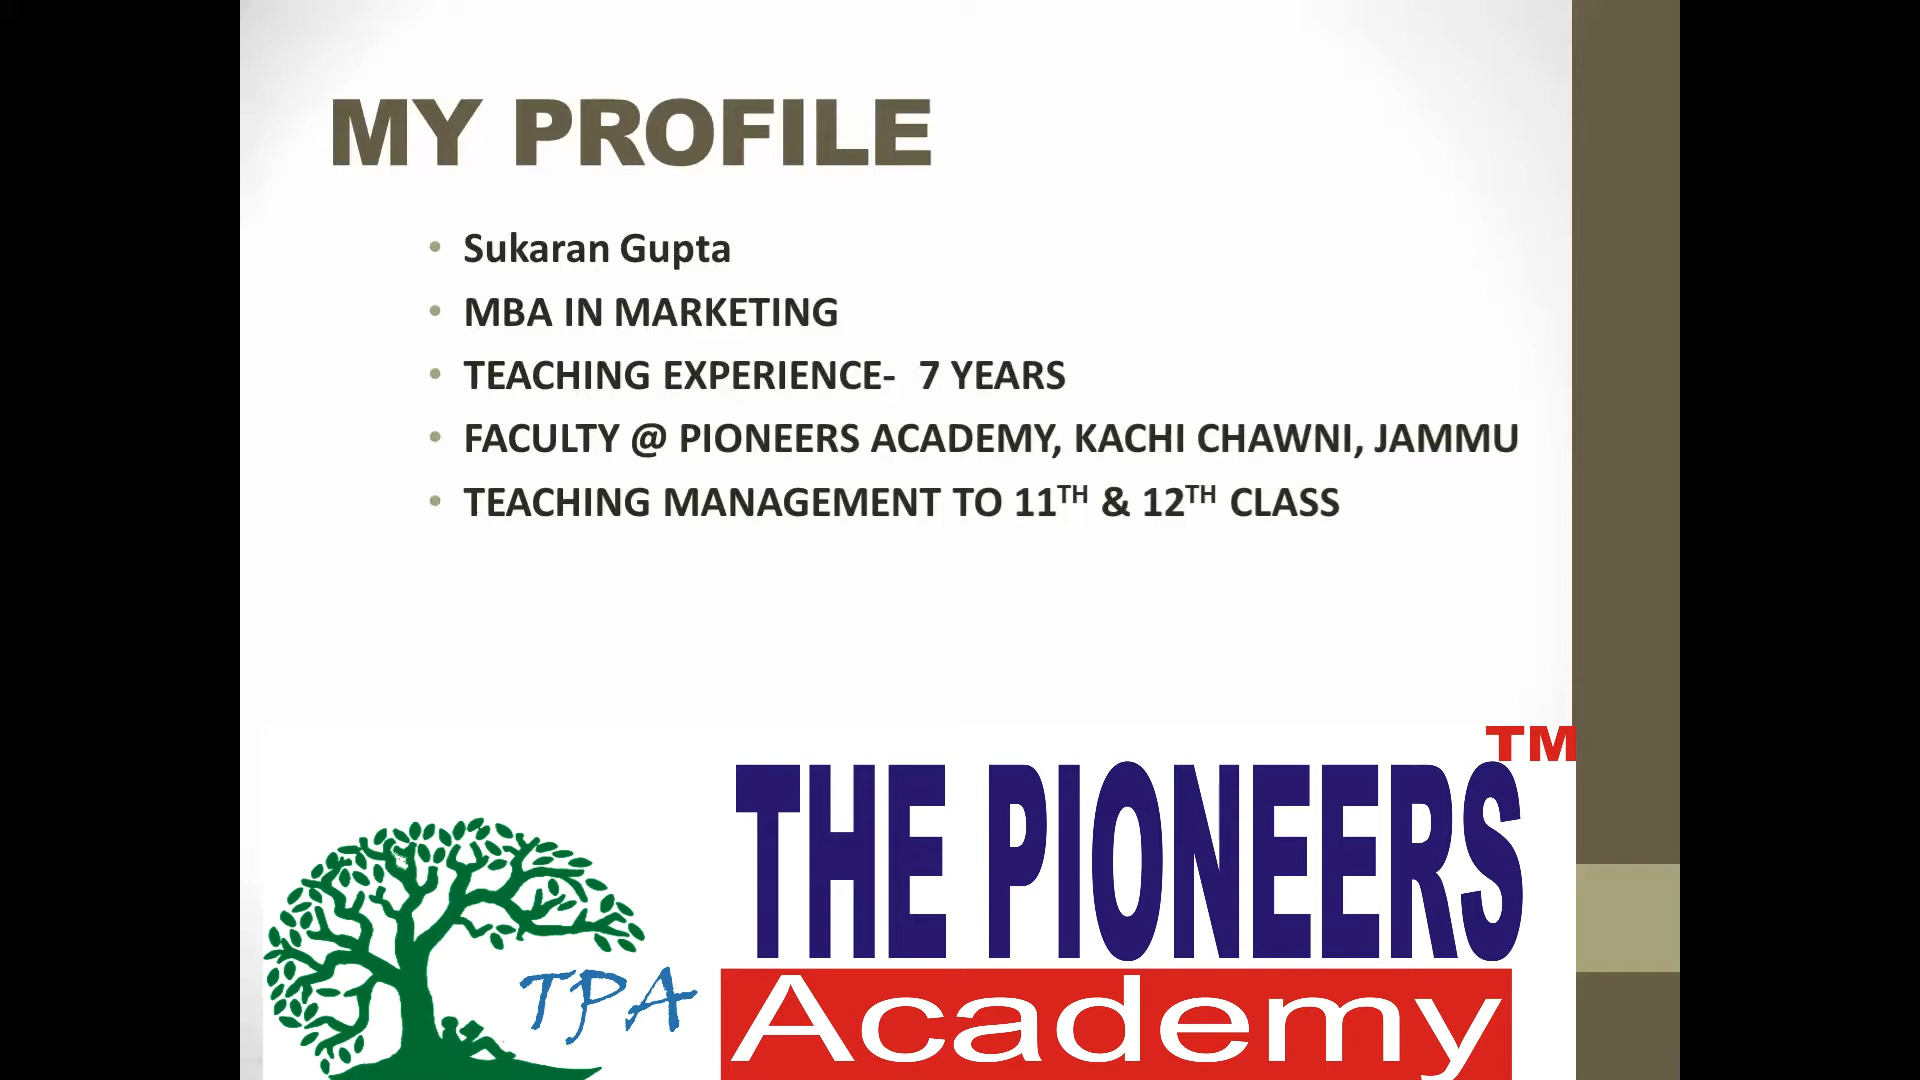 MY PROFILE
• Sukaran Gupta
• MBA IN MARKETING
• TEACHING EXPERIENCE-  7 YEARS
• FACULTY @ PIONEERS ACADEMY, KACHI CHAWNI, JAMMU
• TEACHING MANAGEMENT TO 11TH & 12TH CLASS
TPA
THE PIONEERS TM
Academy